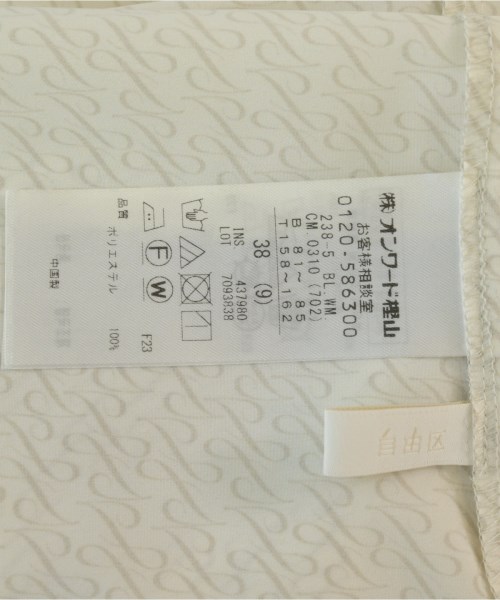 (株)オンワード樫山
お客様相談室
0120-586300
238-5 BL.WM.
CM.0310(702)
B 81~ 85
T158~162
38 (9)
INS. 437980
LOT 7093838
F23
品質 ポリエステル 100%
中国製
自由区